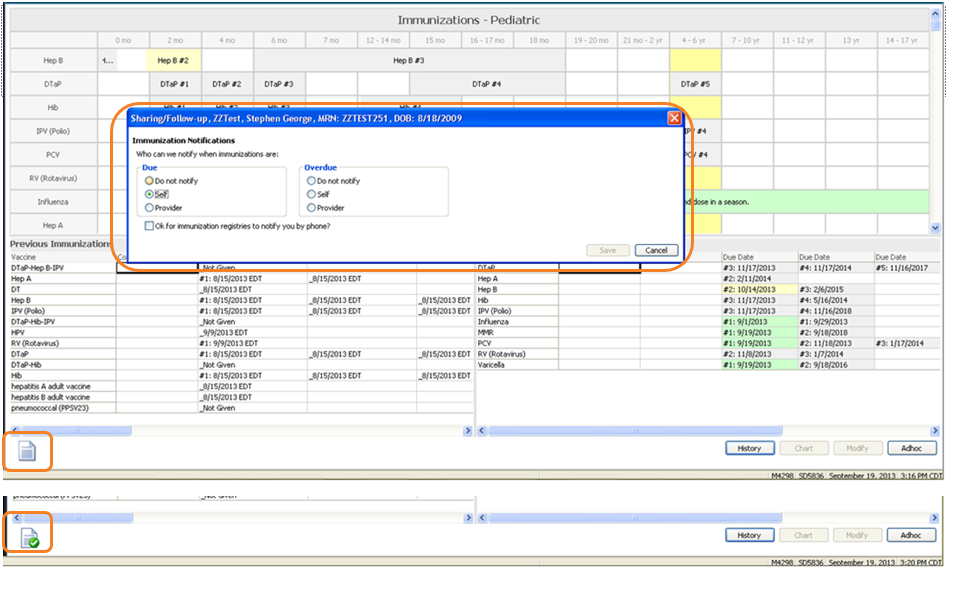 Immunizations - Pediatric
0 mo 2 mo 4 mo 6 mo 7 mo 12 - 14 mo 15 mo 16 - 17 mo 18 mo 19 - 20 mo 21 mo - 2 yr 4 - 6 yr 7 - 10 yr 11 - 12 yr 13 yr 14 - 17 yr
Hep B Hep B #2 Hep B #3
DTaP DTaP #1 DTaP #2 DTaP #3 DTaP #4 DTaP #5
Hib
IPV (Polio) IPV #4
PCV PCV #4
RV (Rotavirus)
Influenza nd dose in a season.
Hep A
Sharing/Follow-up, ZZTest, Stephen George, MRN: ZZTEST251, DOB: 8/18/2009
Immunization Notifications
Who can we notify when immunizations are:
Due Overdue
Do not notify Do not notify
Self Self
Provider Provider
Ok for immunization registries to notify you by phone?
Save Cancel
Previous Immunizations
Vaccine Due Date Due Date Due Date
DTaP-Hep B-IPV _Not Given DTaP #3: 11/17/2013 #4: 11/17/2014 #5: 11/16/2017
Hep A #1: 8/15/2013 EDT _8/15/2013 EDT Hep A #2: 2/11/2014
DT _8/15/2013 EDT Hep B #2: 10/14/2013 #3: 2/6/2015
Hep B #1: 8/15/2013 EDT _8/15/2013 EDT _8/15/2013 EDT Hib #3: 11/17/2013 #4: 5/16/2014
IPV (Polio) #1: 8/15/2013 EDT _8/15/2013 EDT _8/15/2013 EDT IPV (Polio) #3: 11/17/2013 #4: 11/16/2018
DTaP-Hib-IPV _Not Given Influenza #1: 9/1/2013 #1: 9/29/2013
HPV _9/9/2013 EDT MMR #1: 9/19/2013 #2: 9/18/2018
RV (Rotavirus) #1: 9/9/2013 EDT PCV #1: 9/19/2013 #2: 11/18/2013 #3: 1/17/2014
DTaP #1: 8/15/2013 EDT _8/15/2013 EDT _8/15/2013 EDT RV (Rotavirus) #2: 11/8/2013 #3: 1/7/2014
DTaP-Hib _Not Given Varicella #1: 9/19/2013 #2: 9/18/2016
Hib #1: 8/15/2013 EDT _8/15/2013 EDT _8/15/2013 EDT
hepatitis A adult vaccine _8/15/2013 EDT
hepatitis B adult vaccine _8/15/2013 EDT
pneumococcal (PPSV23) _Not Given
History Chart Modify Adhoc
M4298 SD5836 September 19, 2013 3:16 PM CDT
pneumococcal (PPSV23) _Not Given
History Chart Modify Adhoc
M4298 SD5836 September 19, 2013 3:20 PM CDT